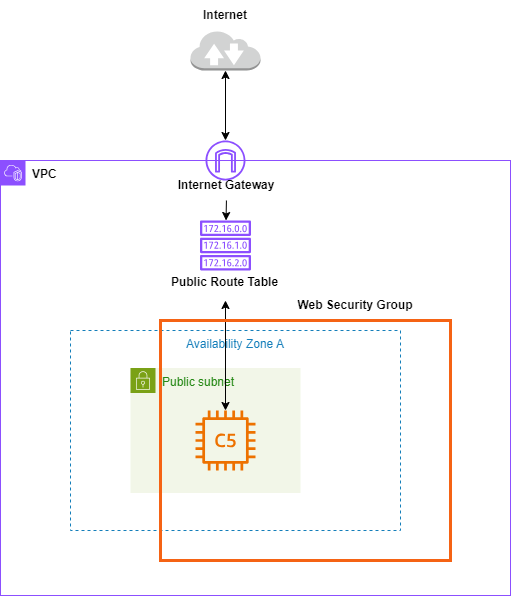 Internet
VPC
Internet Gateway
172.16.0.0
172.16.1.0
172.16.2.0
Public Route Table
Web Security Group
Availability Zone A
Public subnet
C5